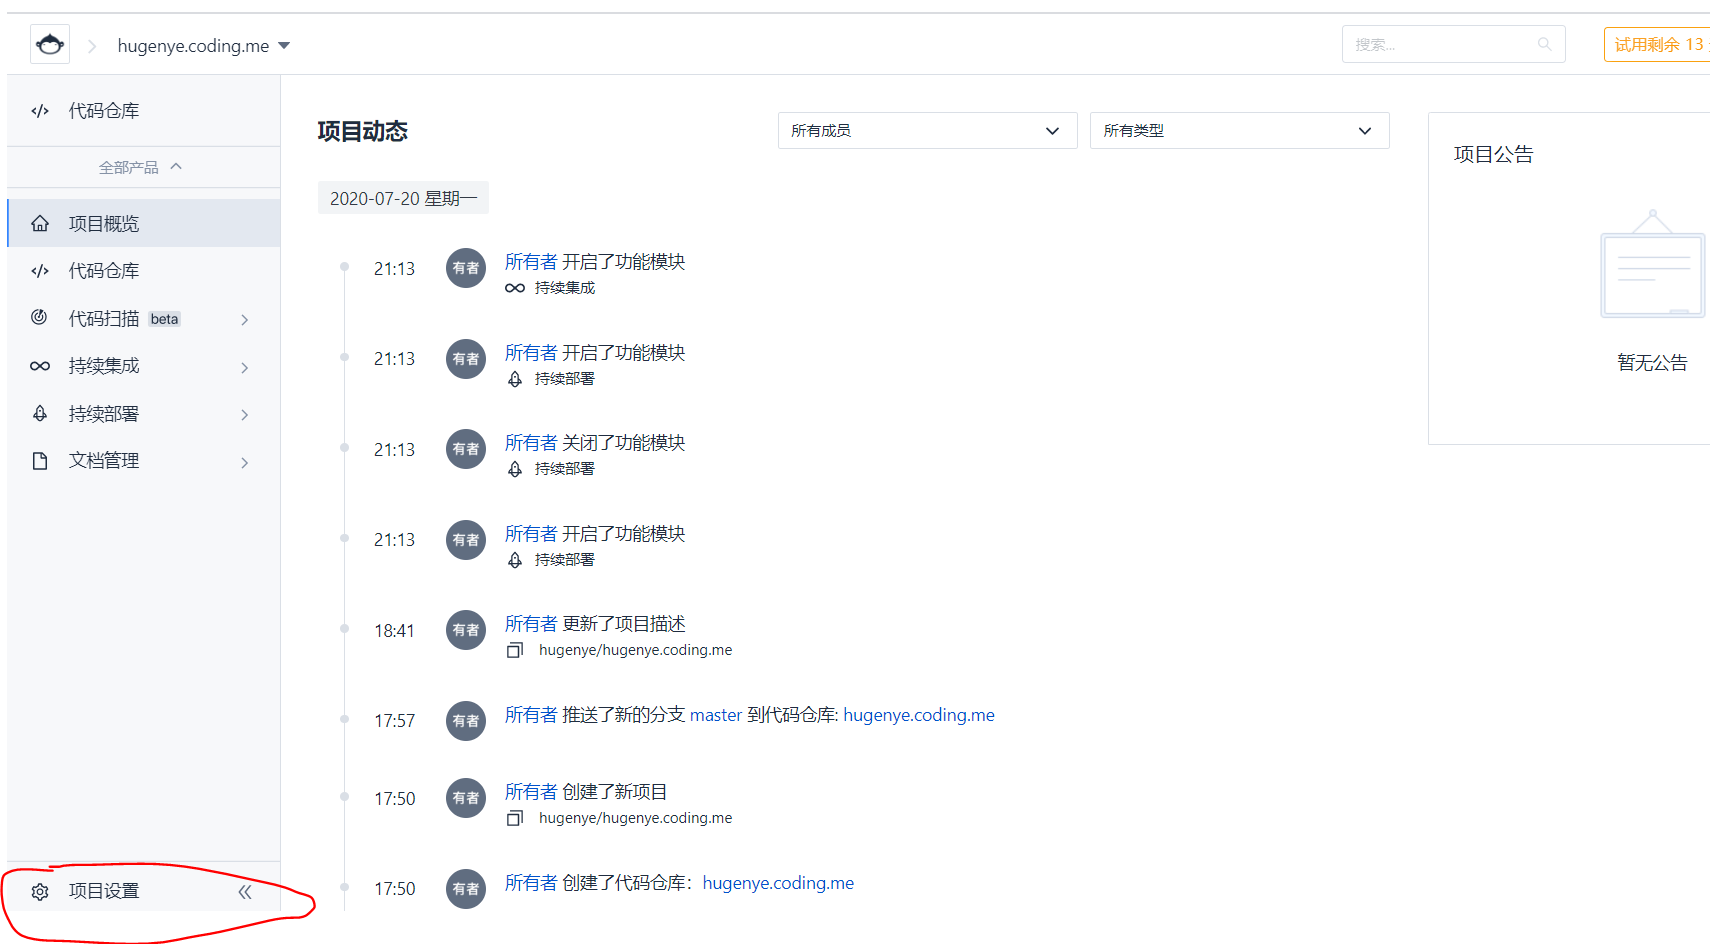 hugenye.coding.me
搜索...
试用剩余 13
代码仓库
全部产品
项目概览
代码仓库
代码扫描 beta
持续集成
持续部署
文档管理
项目设置
项目动态
所有成员
所有类型
2020-07-20 星期一
21:13 有者 所有者 开启了功能模块
持续集成
21:13 有者 所有者 开启了功能模块
持续部署
21:13 有者 所有者 关闭了功能模块
持续部署
21:13 有者 所有者 开启了功能模块
持续部署
18:41 有者 所有者 更新了项目描述
hugenye/hugenye.coding.me
17:57 有者 所有者 推送了新的分支 master 到代码仓库: hugenye.coding.me
17:50 有者 所有者 创建了新项目
hugenye/hugenye.coding.me
17:50 有者 所有者 创建了代码仓库：hugenye.coding.me
项目公告
暂无公告